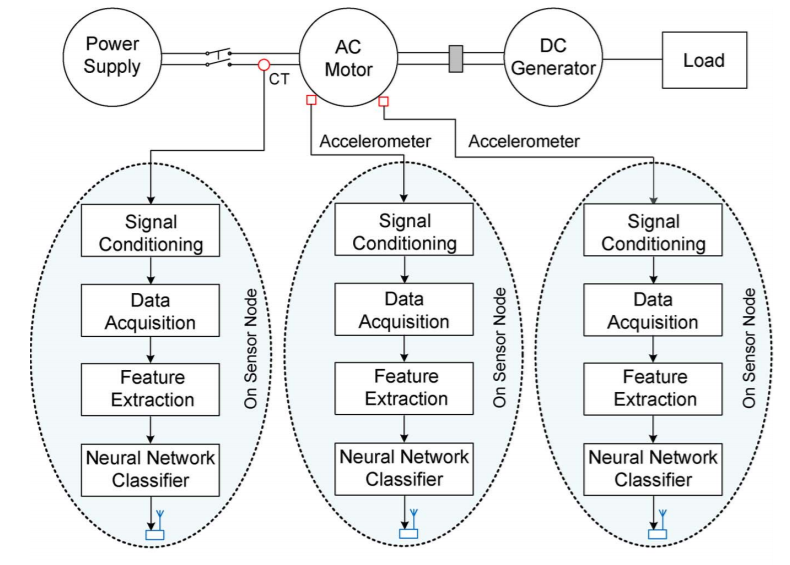 Power
Supply
CT
AC
Motor
DC
Generator
Load
Accelerometer
Accelerometer
Signal
Conditioning
Data
Acquisition
Feature
Extraction
Neural Network
Classifier
On Sensor Node
Signal
Conditioning
Data
Acquisition
Feature
Extraction
Neural Network
Classifier
On Sensor Node
Signal
Conditioning
Data
Acquisition
Feature
Extraction
Neural Network
Classifier
On Sensor Node